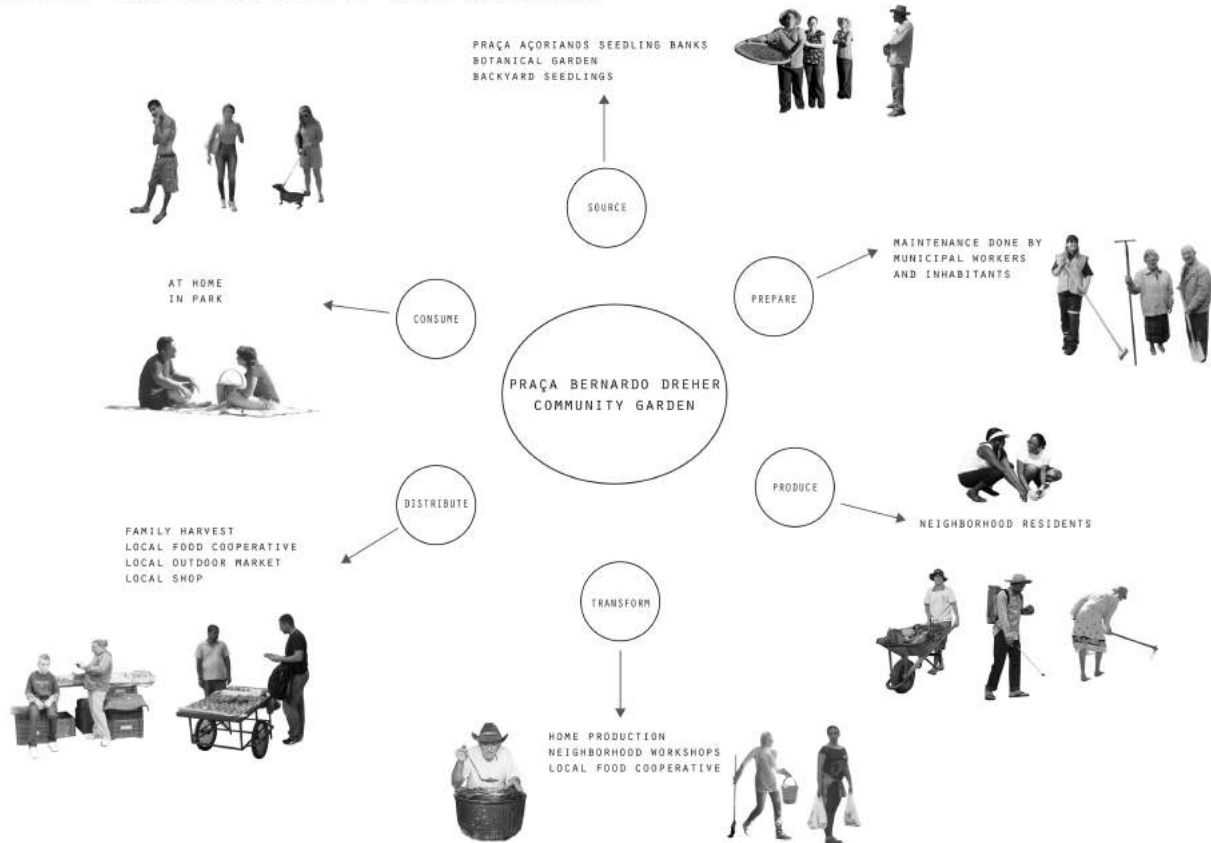 PRAÇA AÇORIANOS SEEDLING BANKS
BOTANICAL GARDEN
BACKYARD SEEDLINGS
SOURCE
MAINTENANCE DONE BY
MUNICIPAL WORKERS
AND INHABITANTS
PREPARE
AT HOME
IN PARK
CONSUME
PRAÇA BERNARDO DREHER
COMMUNITY GARDEN
PRODUCE
NEIGHBORHOOD RESIDENTS
DISTRIBUTE
FAMILY HARVEST
LOCAL FOOD COOPERATIVE
LOCAL OUTDOOR MARKET
LOCAL SHOP
TRANSFORM
HOME PRODUCTION
NEIGHBORHOOD WORKSHOPS
LOCAL FOOD COOPERATIVE